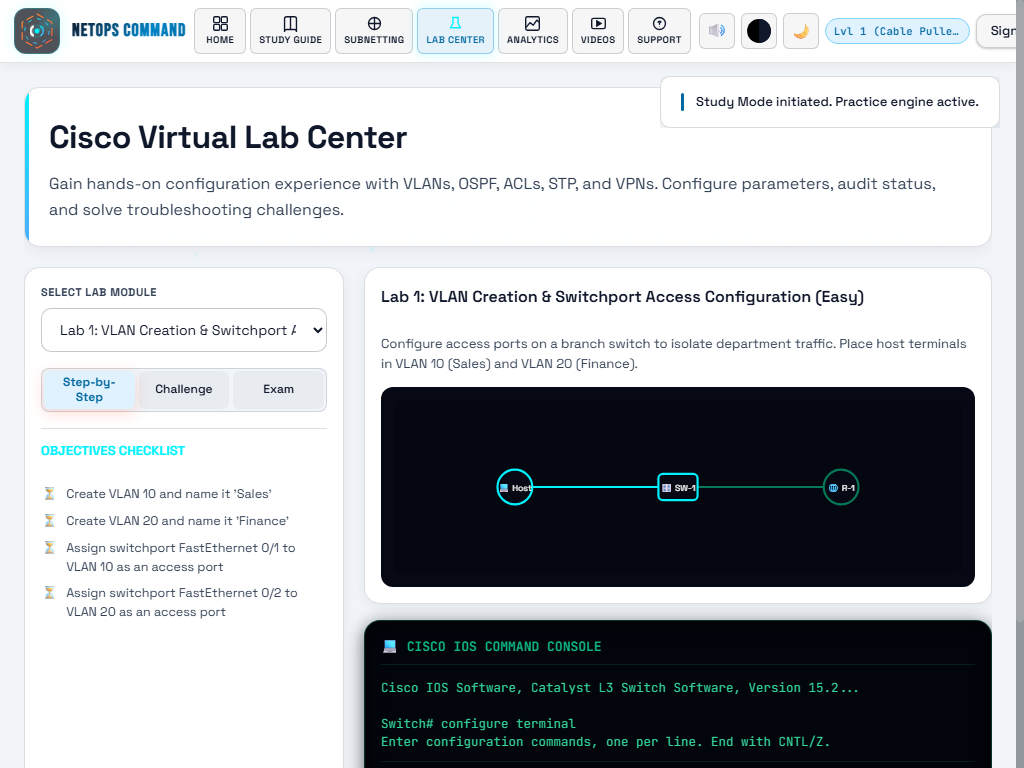 NETOPS COMMAND
HOME
STUDY GUIDE
SUBNETTING
LAB CENTER
ANALYTICS
VIDEOS
SUPPORT
Lvl 1 (Cable Pulle…
Sign
Study Mode initiated. Practice engine active.
Cisco Virtual Lab Center
Gain hands-on configuration experience with VLANs, OSPF, ACLs, STP, and VPNs. Configure parameters, audit status,
and solve troubleshooting challenges.
SELECT LAB MODULE
Lab 1: VLAN Creation & Switchport A
Step-by-
Step
Challenge
Exam
OBJECTIVES CHECKLIST
Create VLAN 10 and name it 'Sales'
Create VLAN 20 and name it 'Finance'
Assign switchport FastEthernet 0/1 to
VLAN 10 as an access port
Assign switchport FastEthernet 0/2 to
VLAN 20 as an access port
Lab 1: VLAN Creation & Switchport Access Configuration (Easy)
Configure access ports on a branch switch to isolate department traffic. Place host terminals
in VLAN 10 (Sales) and VLAN 20 (Finance).
Host
SW-1
R-1
CISCO IOS COMMAND CONSOLE
Cisco IOS Software, Catalyst L3 Switch Software, Version 15.2...
Switch# configure terminal
Enter configuration commands, one per line. End with CNTL/Z.